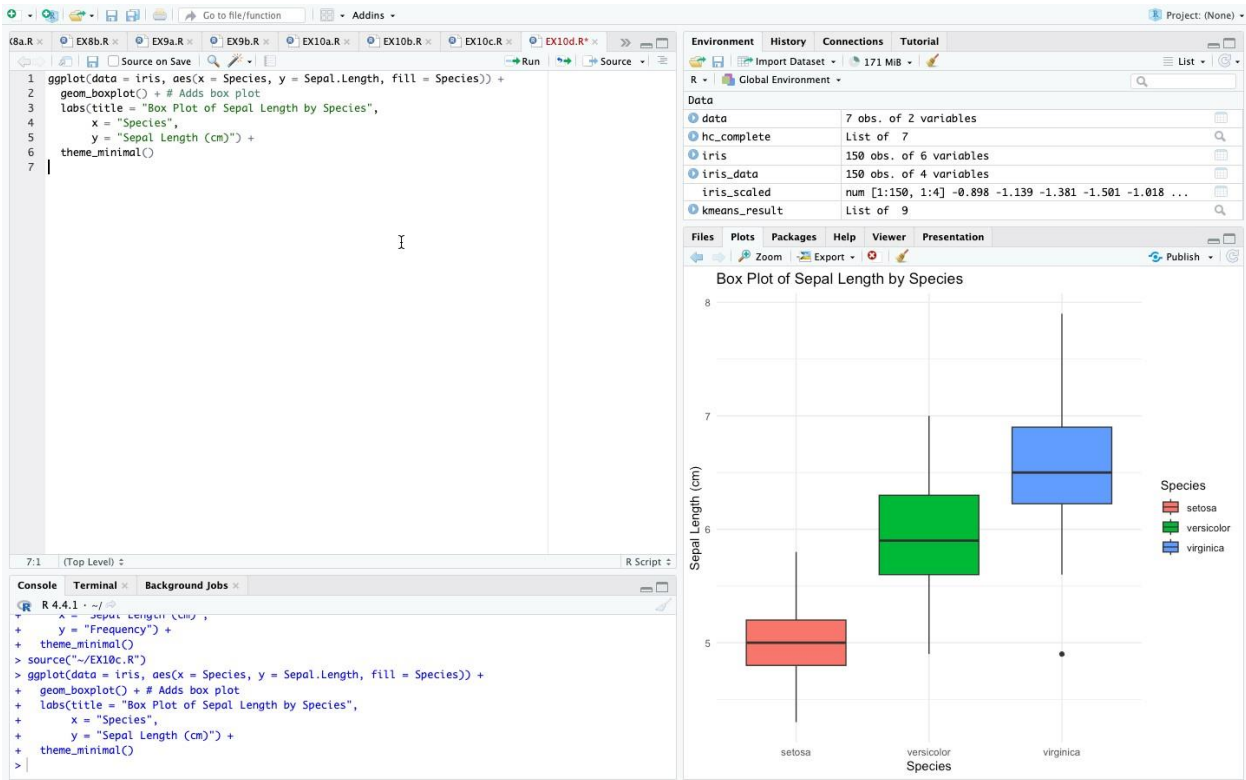 Go to file/function
Addins
Project: (None)
(8a.R
EX8b.R
EX9a.R
EX9b.R
EX10a.R
EX10b.R
EX10c.R
EX10d.R*
Source on Save
Run
Source
1 ggplot(data = iris, aes(x = Species, y = Sepal.Length, fill = Species)) +
2 geom_boxplot() + # Adds box plot
3 labs(title = "Box Plot of Sepal Length by Species",
4 x = "Species",
5 y = "Sepal Length (cm)") +
6 theme_minimal()
7
7:1 (Top Level) R Script
Console Terminal Background Jobs
R 4.4.1 · ~/
+ x = "Sepal Length (cm)",
+ y = "Frequency") +
+ theme_minimal()
> source("~/EX10c.R")
> ggplot(data = iris, aes(x = Species, y = Sepal.Length, fill = Species)) +
+ geom_boxplot() + # Adds box plot
+ labs(title = "Box Plot of Sepal Length by Species",
+ x = "Species",
+ y = "Sepal Length (cm)") +
+ theme_minimal()
>
Environment History Connections Tutorial
Import Dataset 171 MiB List
R Global Environment
Data
data 7 obs. of 2 variables
hc_complete List of 7
iris 150 obs. of 6 variables
iris_data 150 obs. of 4 variables
iris_scaled num [1:150, 1:4] -0.898 -1.139 -1.381 -1.501 -1.018 ...
kmeans_result List of 9
Files Plots Packages Help Viewer Presentation
Zoom Export Publish
Box Plot of Sepal Length by Species
8
7
6
5
Sepal Length (cm)
setosa versicolor virginica
Species
Species
setosa
versicolor
virginica